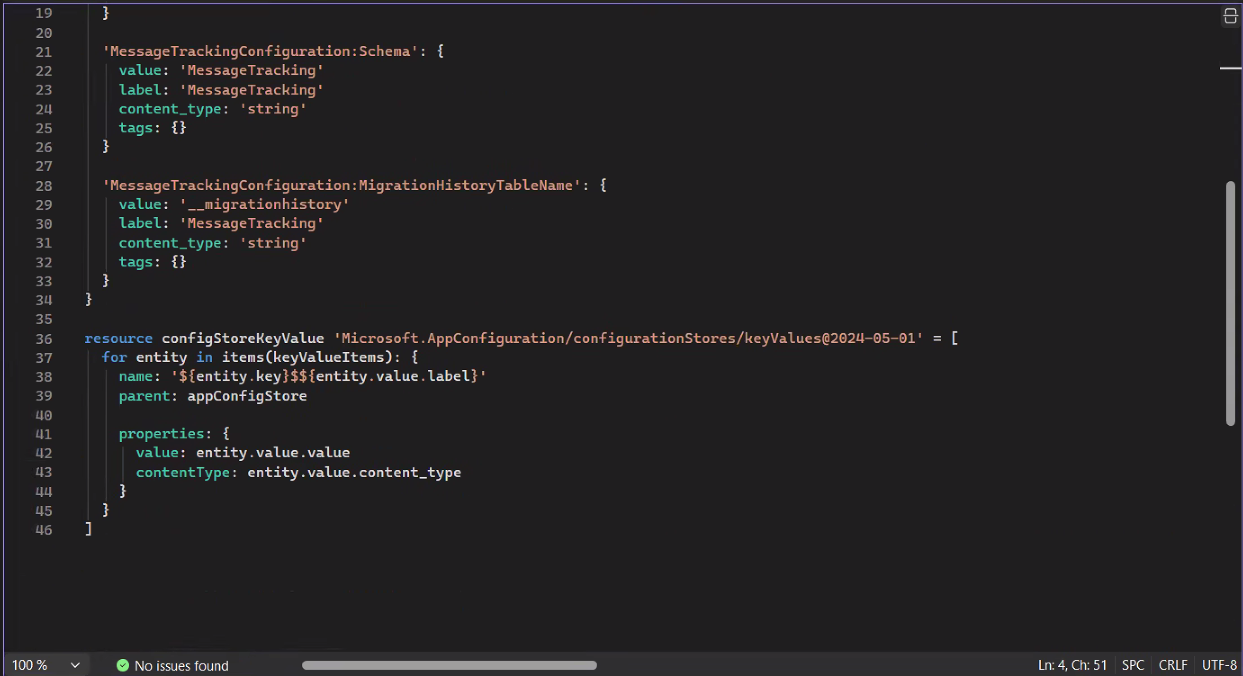 19 }
20
21 'MessageTrackingConfiguration:Schema': {
22 value: 'MessageTracking'
23 label: 'MessageTracking'
24 content_type: 'string'
25 tags: {}
26 }
27
28 'MessageTrackingConfiguration:MigrationHistoryTableName': {
29 value: '__migrationhistory'
30 label: 'MessageTracking'
31 content_type: 'string'
32 tags: {}
33 }
34 }
35
36 resource configStoreKeyValue 'Microsoft.AppConfiguration/configurationStores/keyValues@2024-05-01' = [
37 for entity in items(keyValueItems): {
38 name: '${entity.key}$${entity.value.label}'
39 parent: appConfigStore
40
41 properties: {
42 value: entity.value.value
43 contentType: entity.value.content_type
44 }
45 }
46 ]
100 % No issues found Ln: 4, Ch: 51 SPC CRLF UTF-8